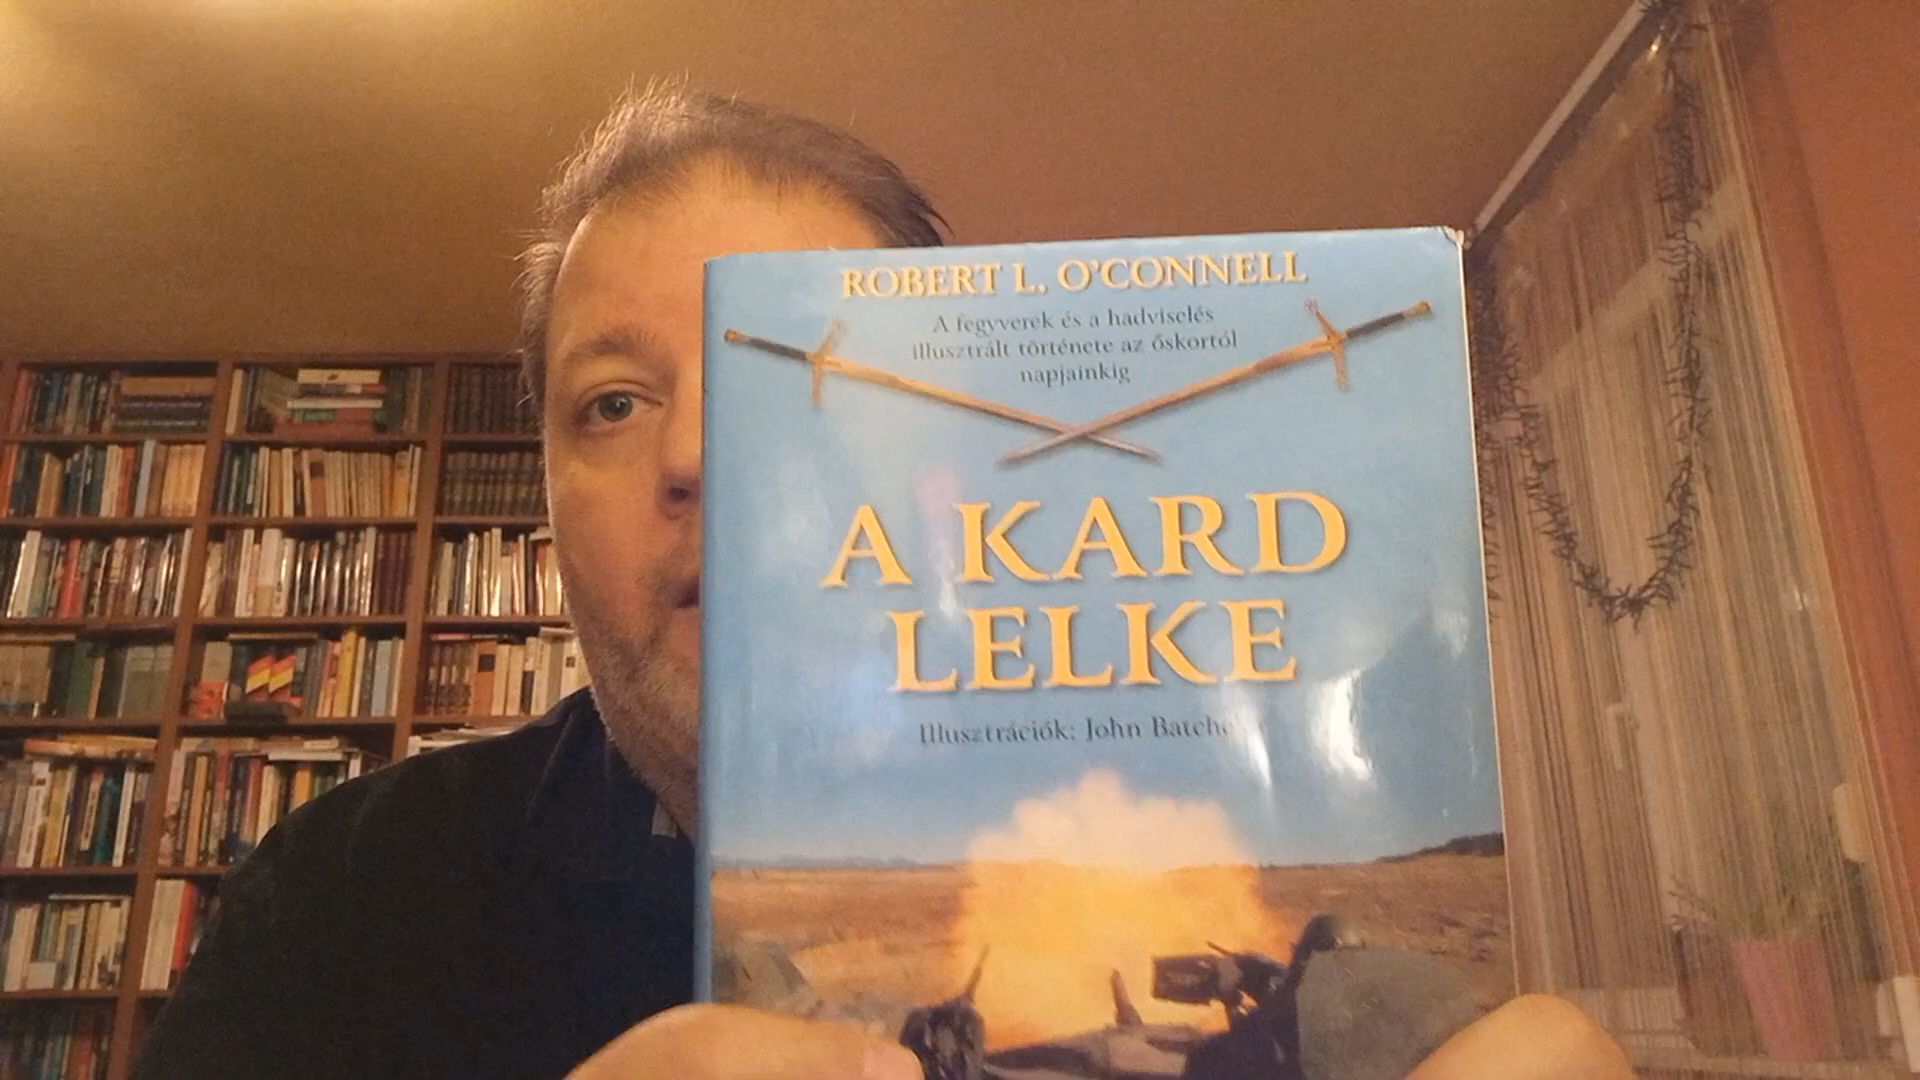 ROBERT L. O'CONNELL
A fegyverek és a hadviselés
illusztrált története az őskortól
napjainkig
A KARD
LELKE
Illusztrációk: John